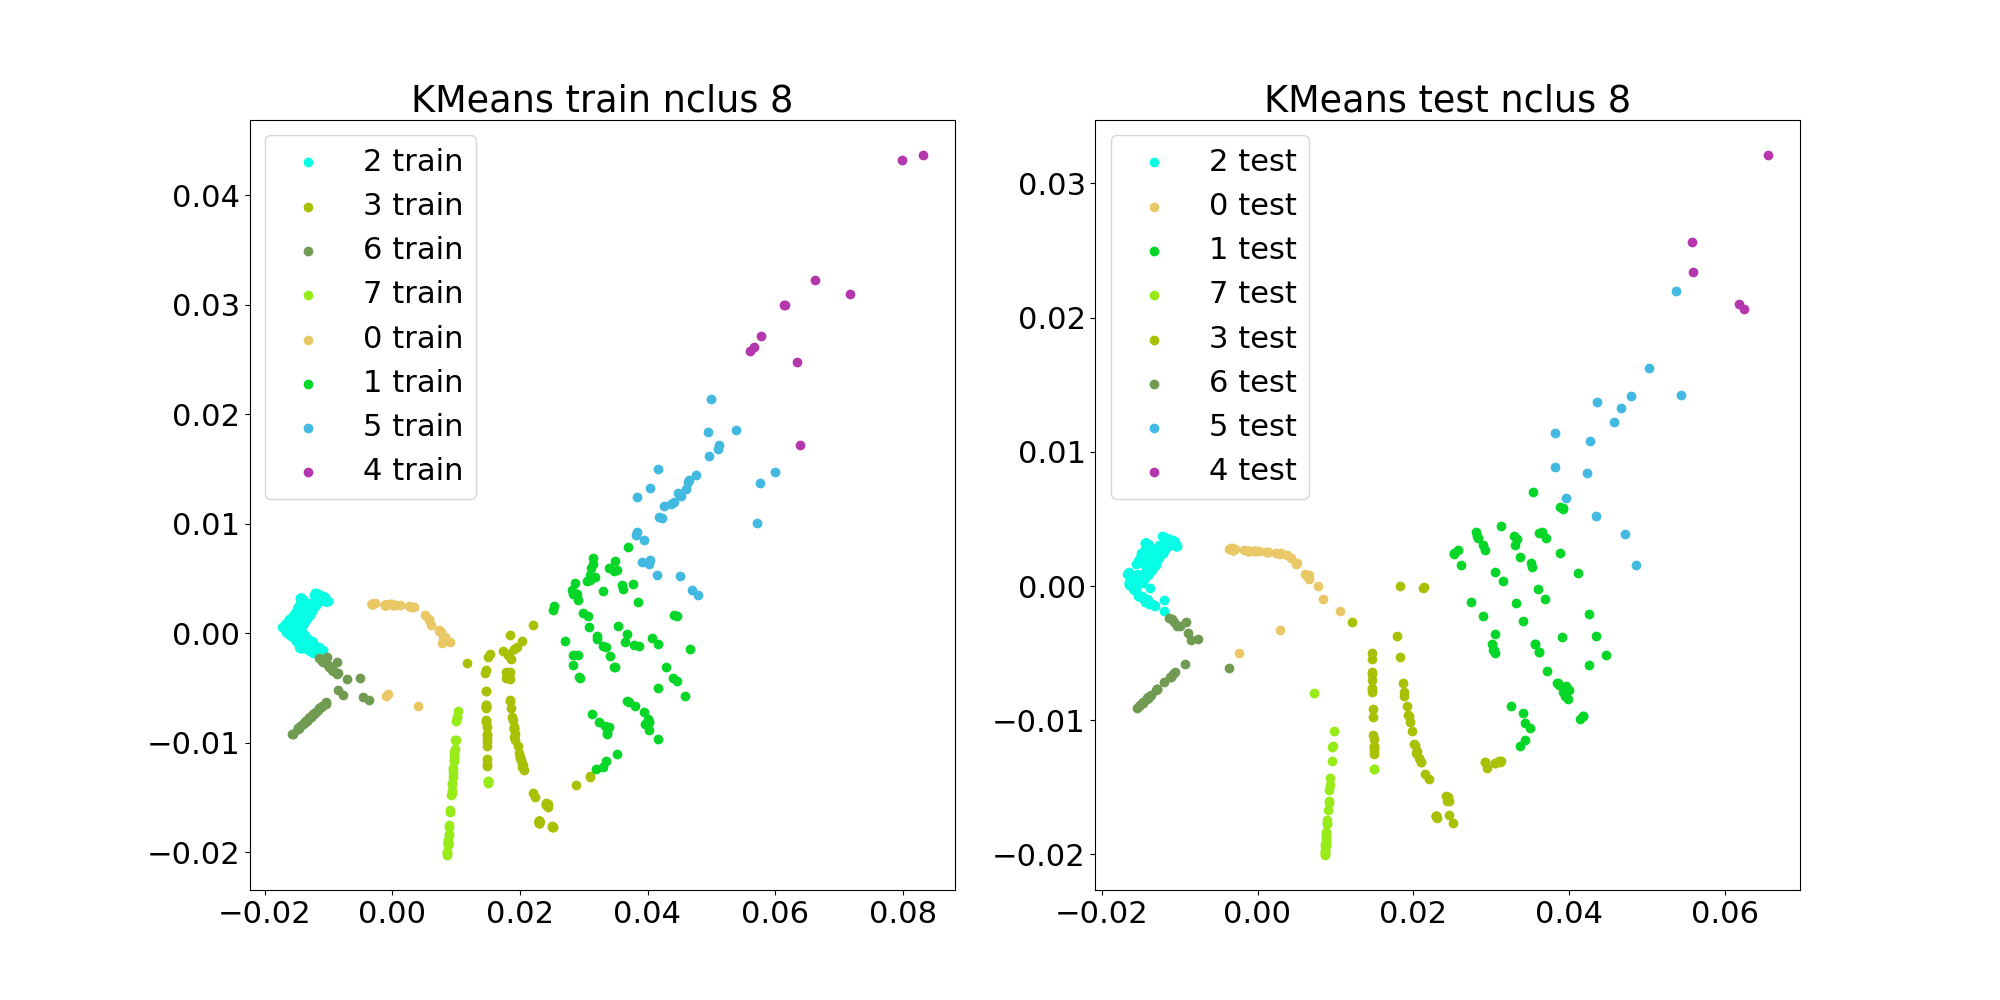 KMeans train nclus 8
2 train
3 train
6 train
7 train
0 train
1 train
5 train
4 train
0.04
0.03
0.02
0.01
0.00
−0.01
−0.02
−0.02 0.00 0.02 0.04 0.06 0.08
KMeans test nclus 8
2 test
0 test
1 test
7 test
3 test
6 test
5 test
4 test
0.03
0.02
0.01
0.00
−0.01
−0.02
−0.02 0.00 0.02 0.04 0.06